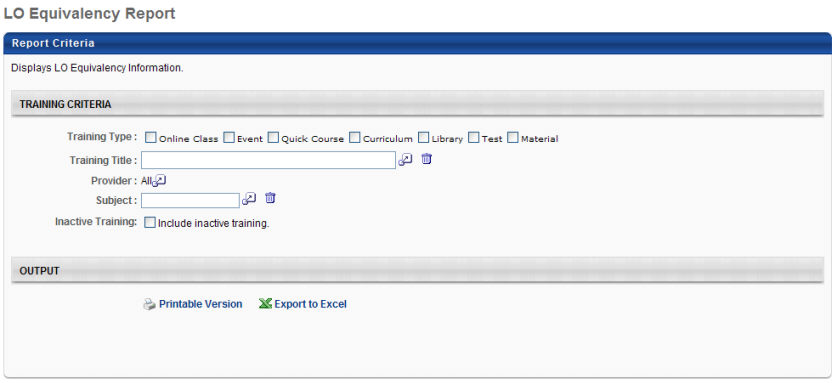 LO Equivalency Report
Report Criteria
Displays LO Equivalency Information.
TRAINING CRITERIA
Training Type : Online Class Event Quick Course Curriculum Library Test Material
Training Title :
Provider : All
Subject :
Inactive Training: Include inactive training.
OUTPUT
Printable Version Export to Excel